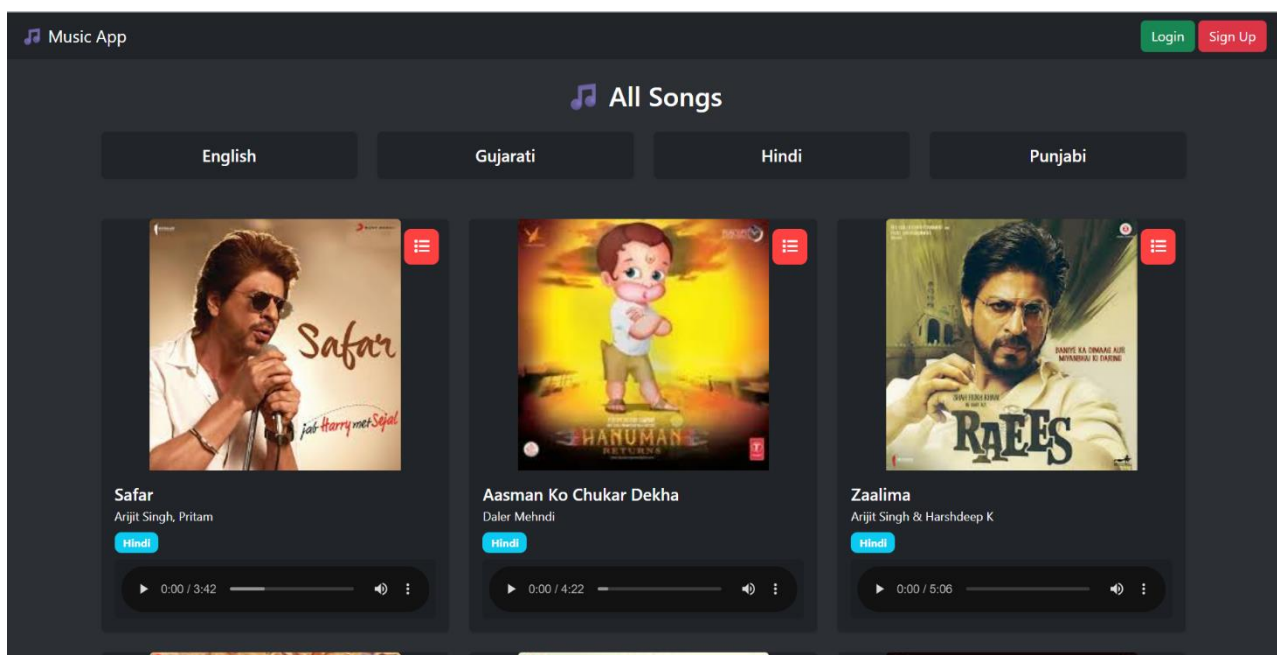 Music App
Login
Sign Up
All Songs
English
Gujarati
Hindi
Punjabi
Safar
jab Harry met Sejal
HANUMAN
RETURNS
BANIYE KA DIMAAG AUR
MIYANBHAI KI DARING
RAEES
Safar
Arijit Singh, Pritam
Hindi
0:00 / 3:42
Aasman Ko Chukar Dekha
Daler Mehndi
Hindi
0:00 / 4:22
Zaalima
Arijit Singh & Harshdeep K
Hindi
0:00 / 5:06